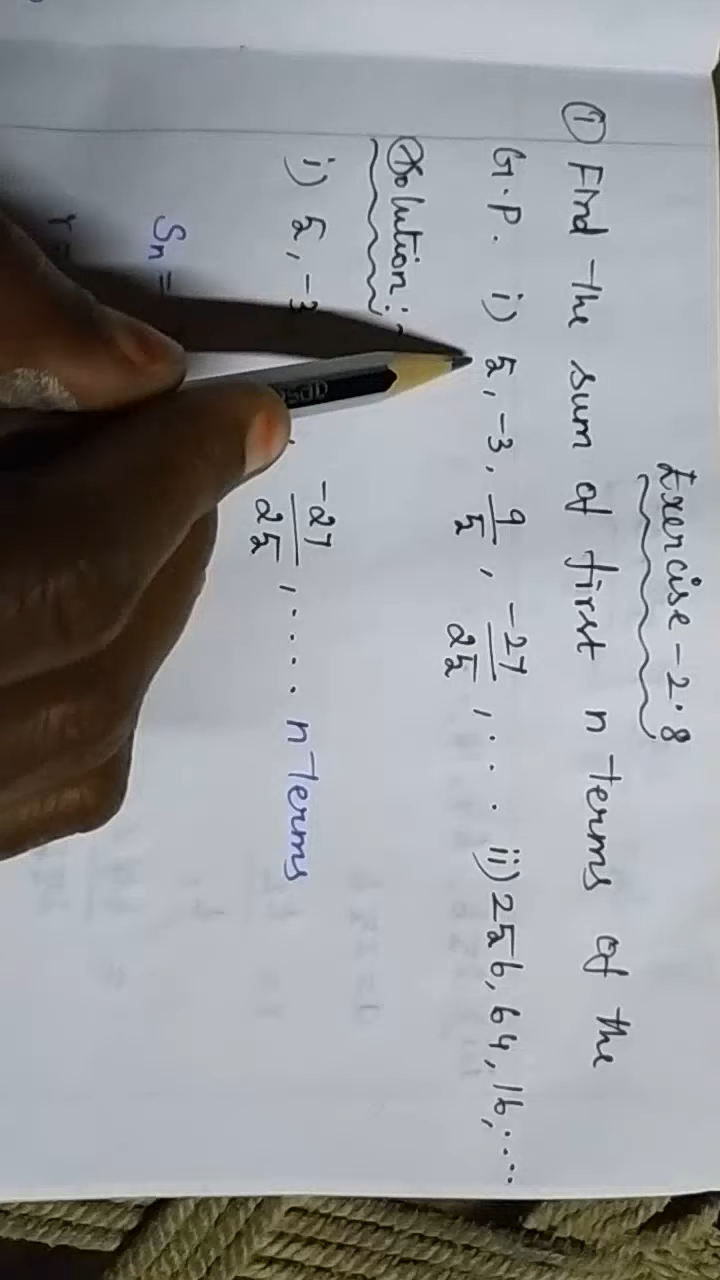 Exercise - 2.8
① Find the sum of first n terms of the
G.P. i) 5, -3, 9/5, -27/25, ... ii) 256, 64, 16, ....
Solution:-
i) 5, -3 -27/25, .... n terms
Sn =
r =